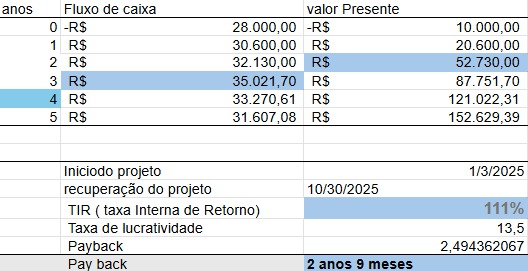 anos Fluxo de caixa valor Presente
0 -R$ 28.000,00 -R$ 10.000,00
1 R$ 30.600,00 R$ 20.600,00
2 R$ 32.130,00 R$ 52.730,00
3 R$ 35.021,70 R$ 87.751,70
4 R$ 33.270,61 R$ 121.022,31
5 R$ 31.607,08 R$ 152.629,39
Iniciodo projeto 1/3/2025
recuperação do projeto 10/30/2025
TIR ( taxa Interna de Retorno) 111%
Taxa de lucratividade 13,5
Payback 2,494362067
Pay back 2 anos 9 meses